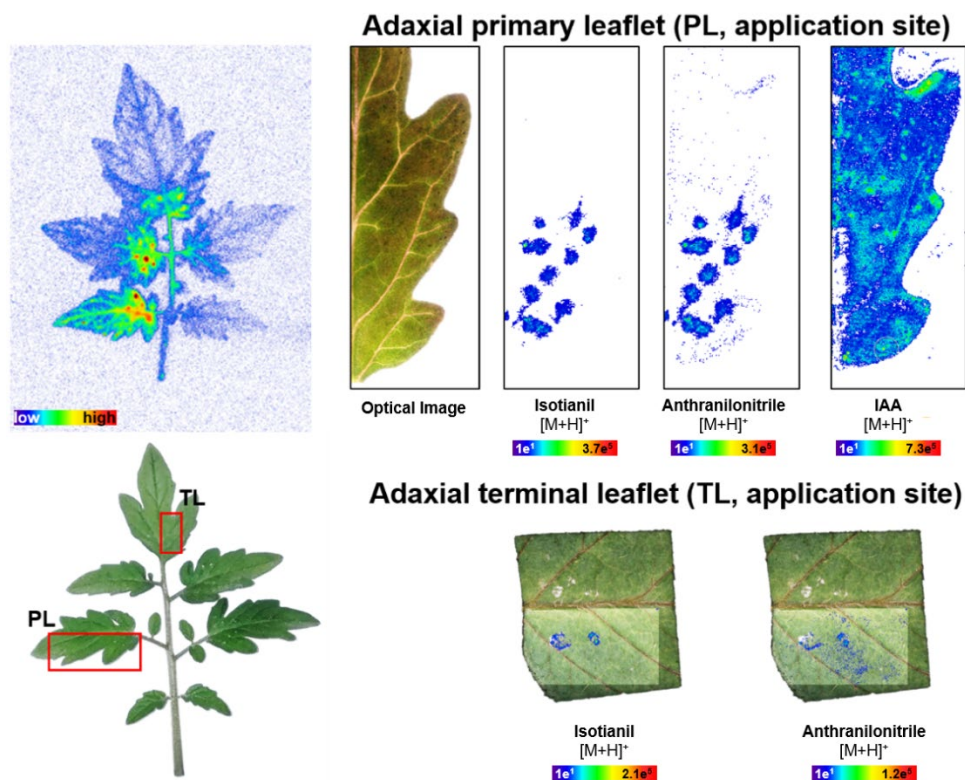 Adaxial primary leaflet (PL, application site)
low high
Optical Image
Isotianil
[M+H]⁺
1e¹ 3.7e⁵
Anthranilonitrile
[M+H]⁺
1e¹ 3.1e⁵
IAA
[M+H]⁺
1e¹ 7.3e⁵
TL
PL
Adaxial terminal leaflet (TL, application site)
Isotianil
[M+H]⁺
1e¹ 2.1e⁵
Anthranilonitrile
[M+H]⁺
1e¹ 1.2e⁵